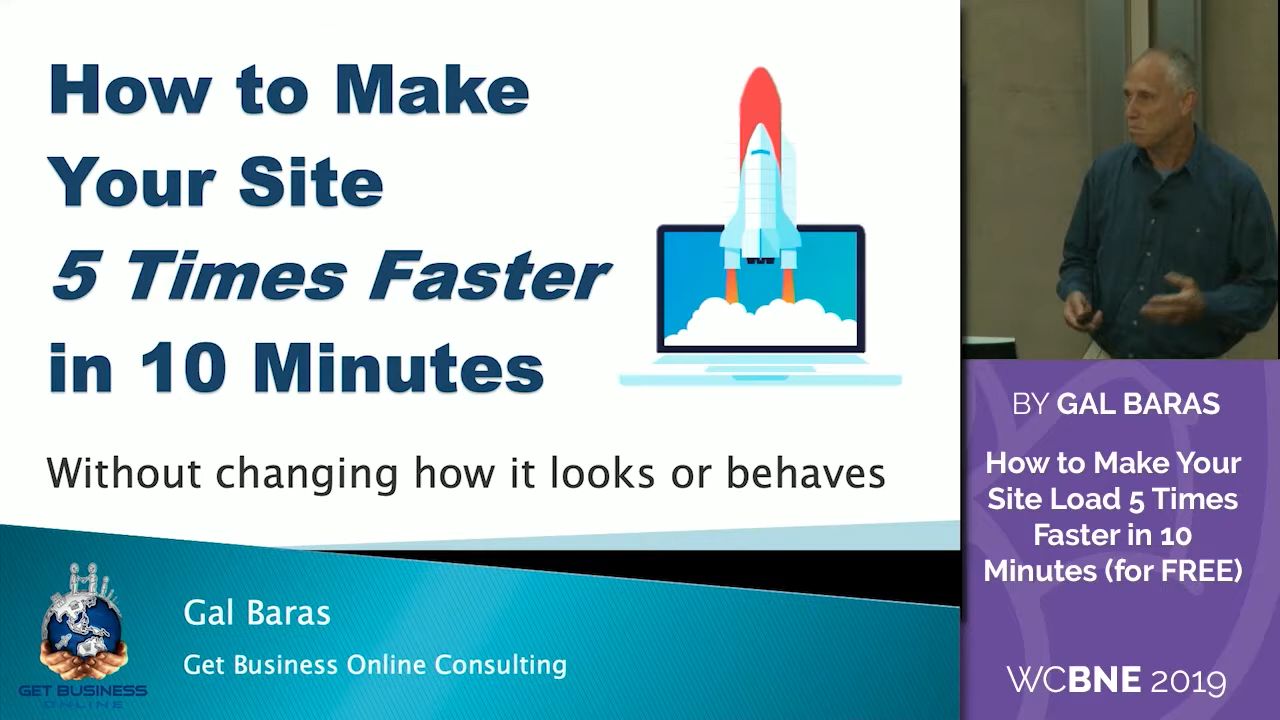 How to Make
Your Site
5 Times Faster
in 10 Minutes
Without changing how it looks or behaves
Gal Baras
Get Business Online Consulting
GET BUSINESS
ONLINE
BY GAL BARAS
How to Make Your
Site Load 5 Times
Faster in 10
Minutes (for FREE)
WCBNE 2019